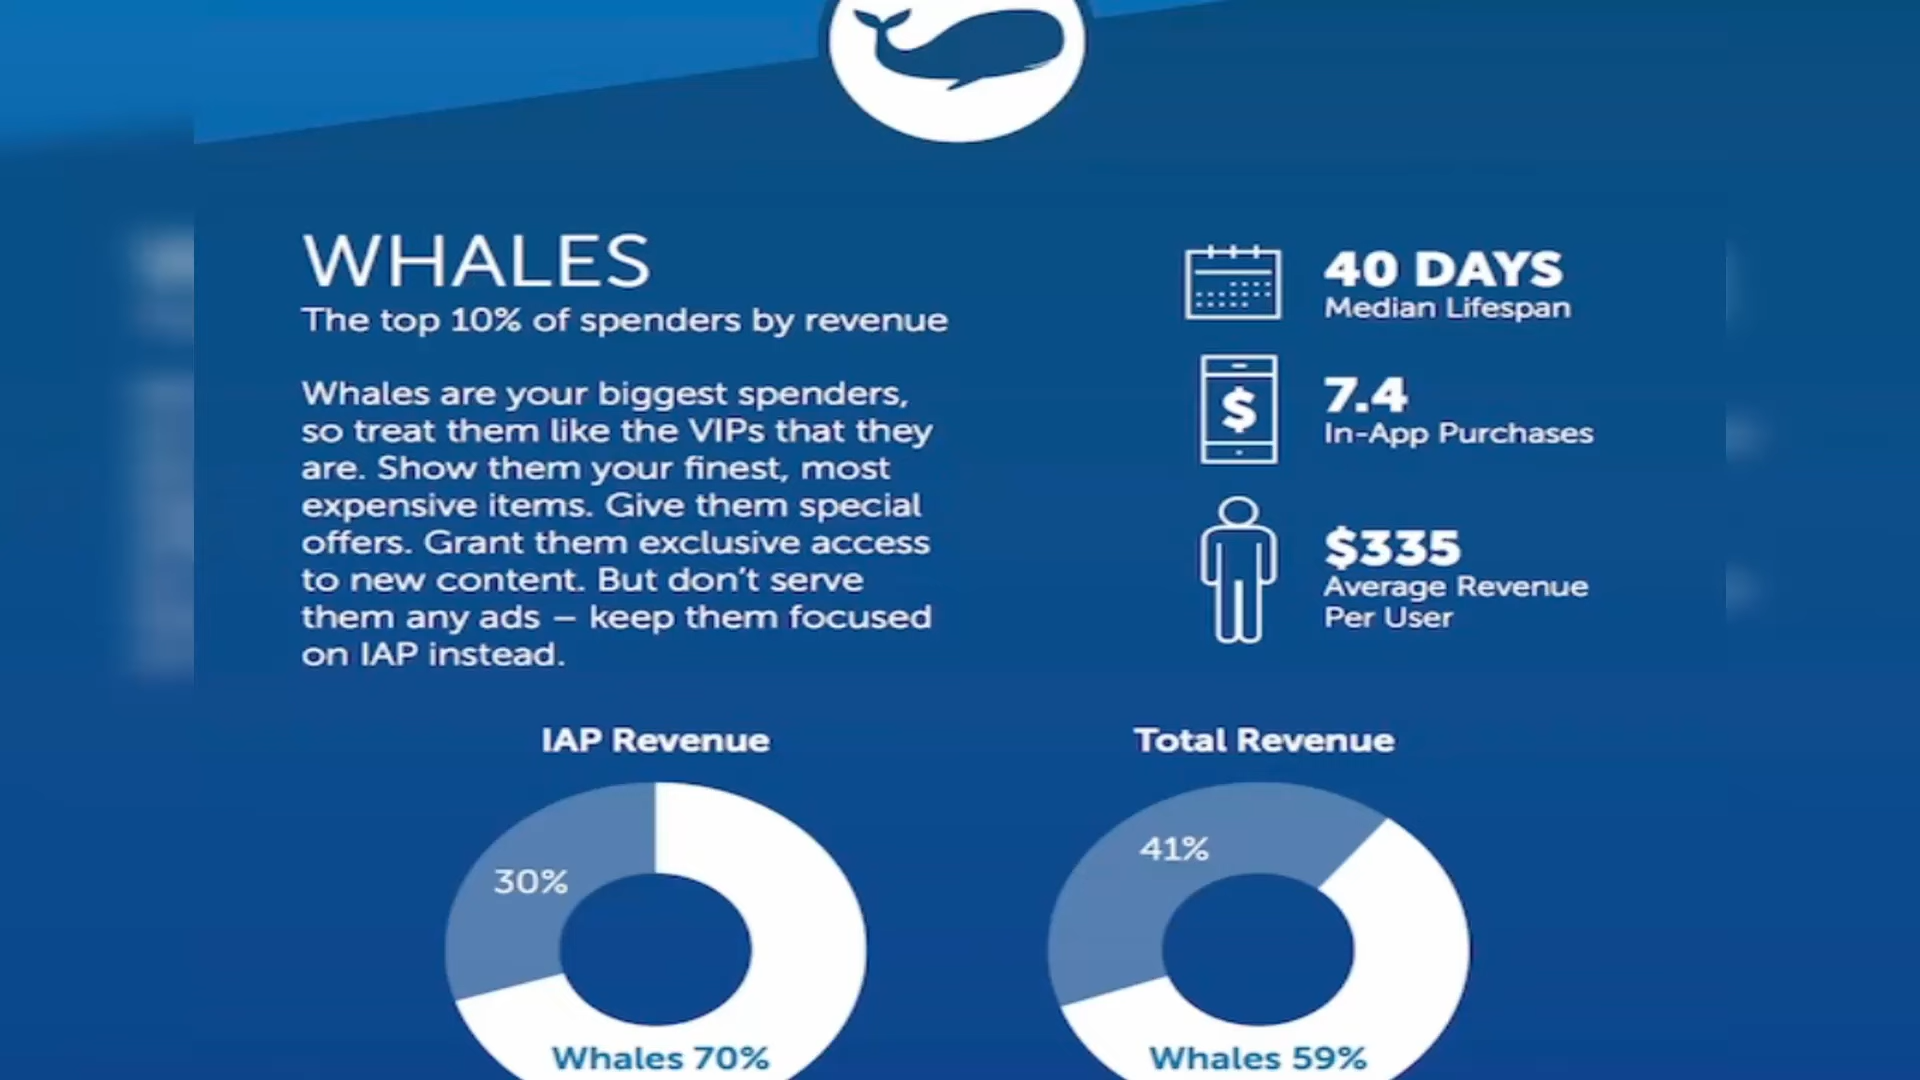 WHALES
The top 10% of spenders by revenue
Whales are your biggest spenders,
so treat them like the VIPs that they
are. Show them your finest, most
expensive items. Give them special
offers. Grant them exclusive access
to new content. But don’t serve
them any ads – keep them focused
on IAP instead.
40 DAYS
Median Lifespan
$
7.4
In-App Purchases
$335
Average Revenue
Per User
IAP Revenue
30%
Whales 70%
Total Revenue
41%
Whales 59%